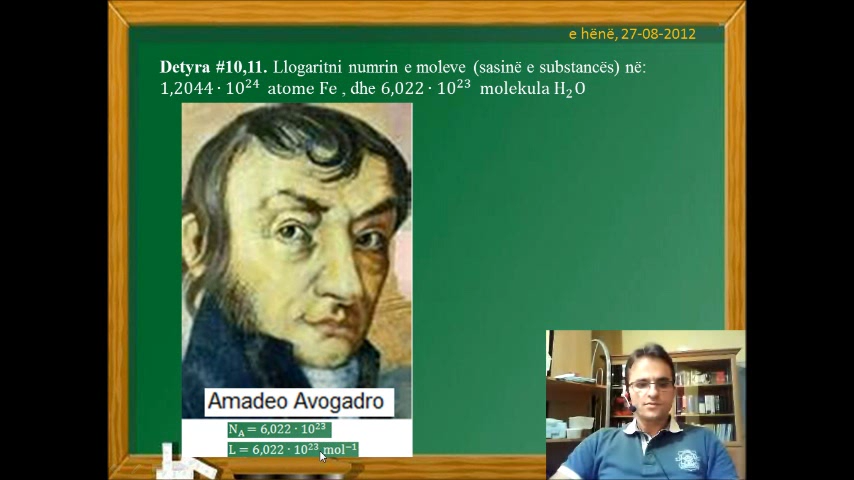 e hënë, 27-08-2012
Detyra #10,11. Llogaritni numrin e moleve (sasinë e substancës) në:
1,2044 · 10²⁴ atome Fe , dhe 6,022 · 10²³ molekula H₂O
Amadeo Avogadro
N_A = 6,022 · 10²³
L = 6,022 · 10²³ mol⁻¹